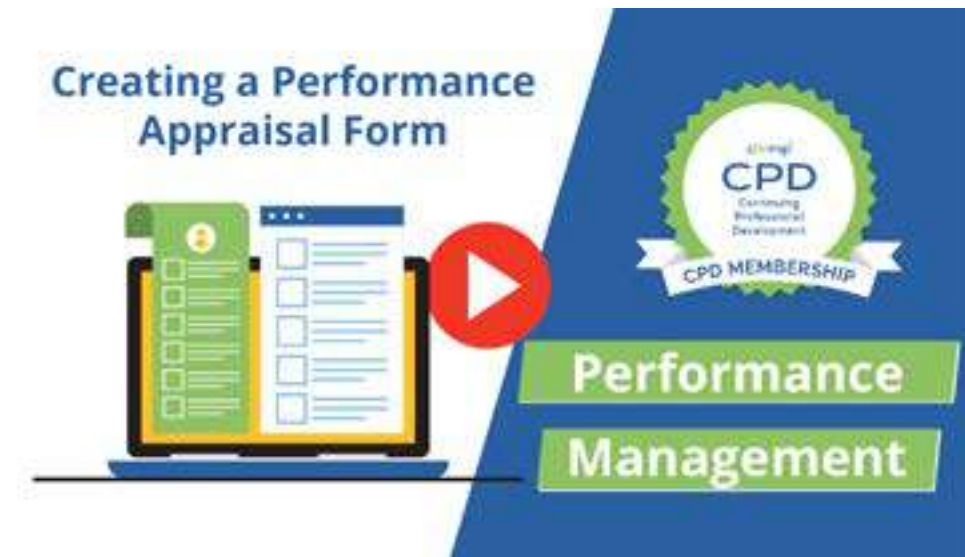 Creating a Performance
Appraisal Form
CPD
Continuing
Professional
Development
CPD MEMBERSHIP
Performance
Management